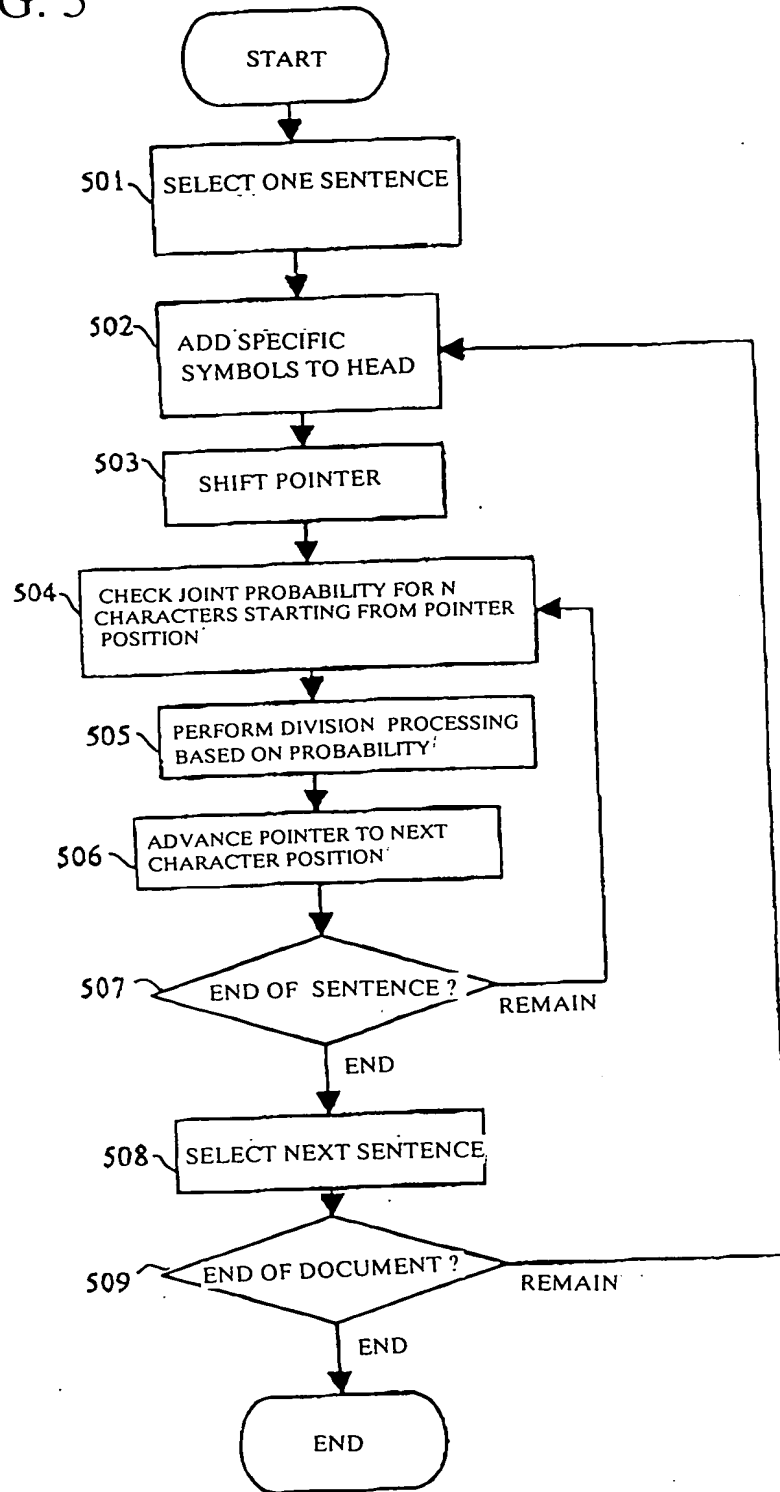 G. 5
START
501
SELECT ONE SENTENCE
502
ADD SPECIFIC
SYMBOLS TO HEAD
503
SHIFT POINTER
504
CHECK JOINT PROBABILITY FOR N
CHARACTERS STARTING FROM POINTER
POSITION
505
PERFORM DIVISION PROCESSING
BASED ON PROBABILITY
506
ADVANCE POINTER TO NEXT
CHARACTER POSITION
507
END OF SENTENCE ?
REMAIN
END
508
SELECT NEXT SENTENCE
509
END OF DOCUMENT ?
REMAIN
END
END